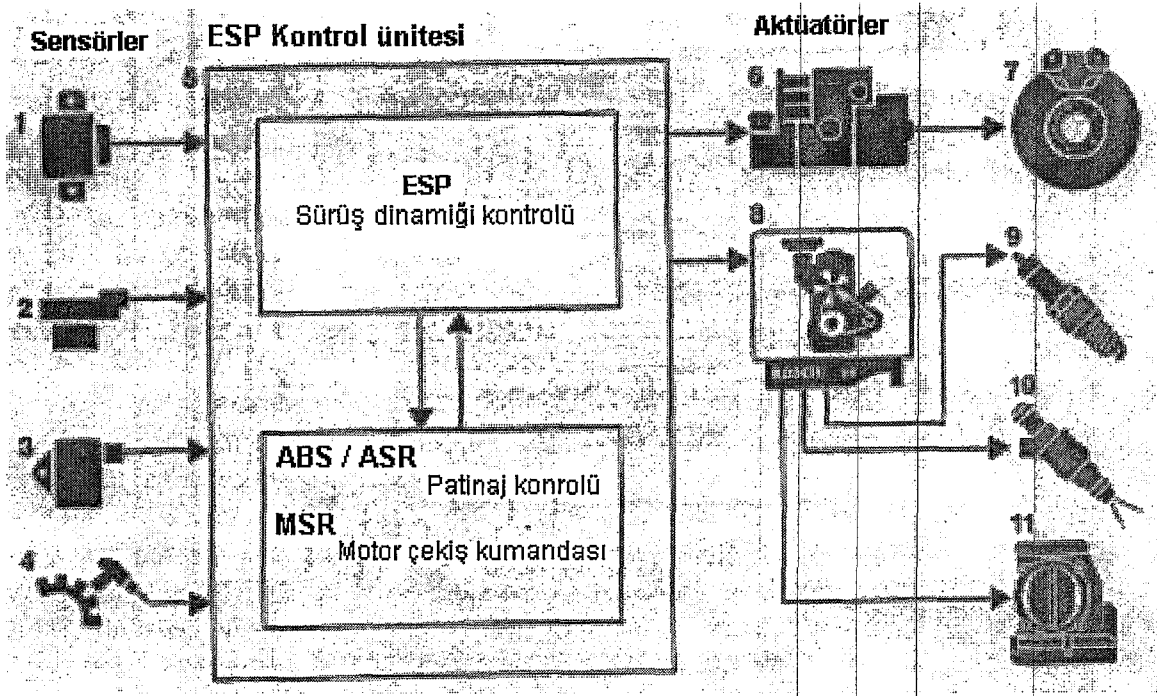 Sensörler
ESP Kontrol ünitesi
Aktüatörler
1
2
3
4
5
ESP
Sürüş dinamiği kontrolü
ABS / ASR
Patinaj konrolü
MSR
Motor çekiş kumandası
6
7
8
9
10
11